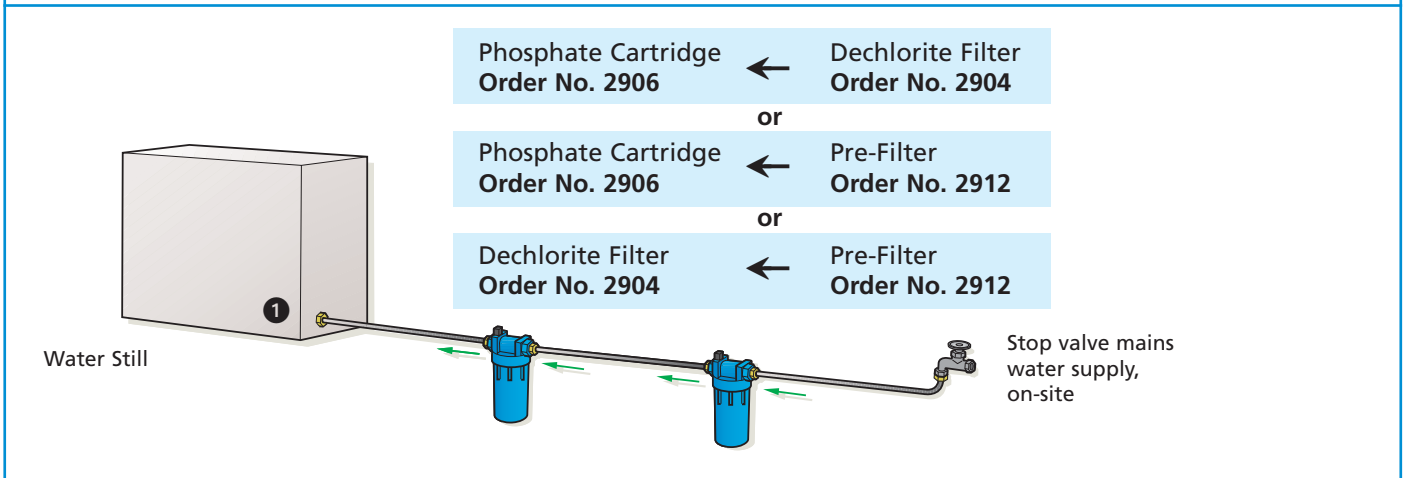 Phosphate Cartridge Dechlorite Filter
Order No. 2906 Order No. 2904
or
Phosphate Cartridge Pre-Filter
Order No. 2906 Order No. 2912
or
Dechlorite Filter Pre-Filter
Order No. 2904 Order No. 2912
1
Water Still
Stop valve mains
water supply,
on-site